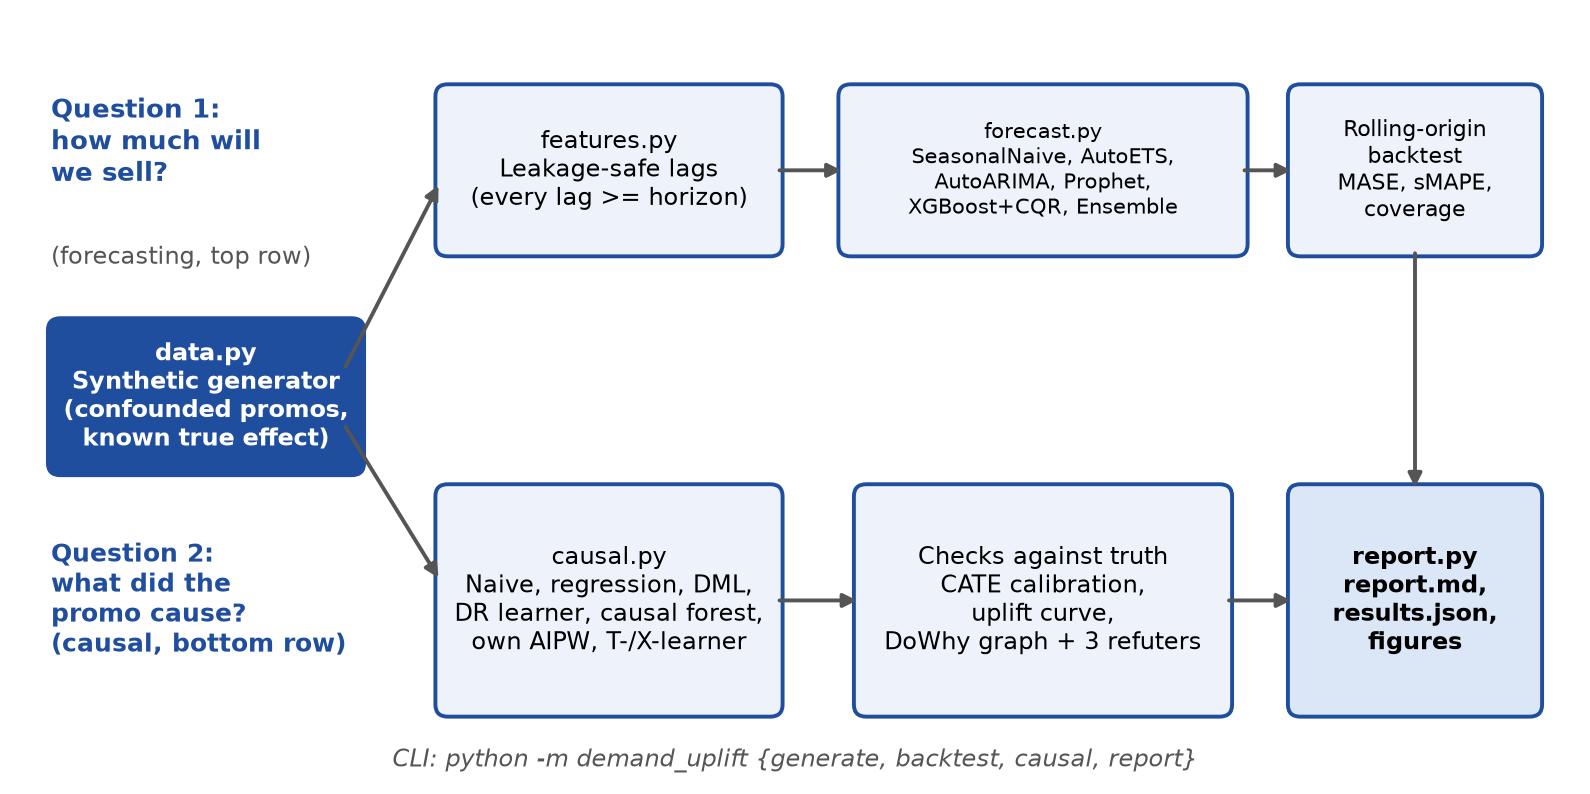 Question 1:
how much will
we sell?
(forecasting, top row)
features.py
Leakage-safe lags
(every lag >= horizon)
forecast.py
SeasonalNaive, AutoETS,
AutoARIMA, Prophet,
XGBoost+CQR, Ensemble
Rolling-origin
backtest
MASE, sMAPE,
coverage
data.py
Synthetic generator
(confounded promos,
known true effect)
Question 2:
what did the
promo cause?
(causal, bottom row)
causal.py
Naive, regression, DML,
DR learner, causal forest,
own AIPW, T-/X-learner
Checks against truth
CATE calibration,
uplift curve,
DoWhy graph + 3 refuters
report.py
report.md,
results.json,
figures
CLI: python -m demand_uplift {generate, backtest, causal, report}